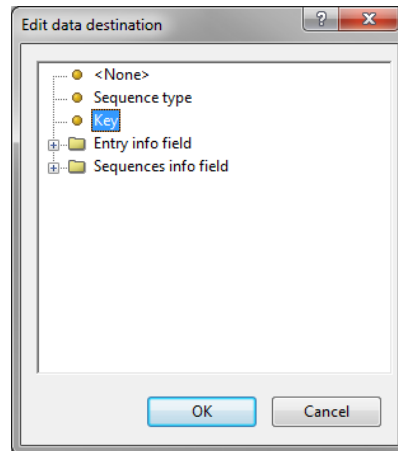 Edit data destination
<None>
Sequence type
Key
Entry info field
Sequences info field
OK
Cancel